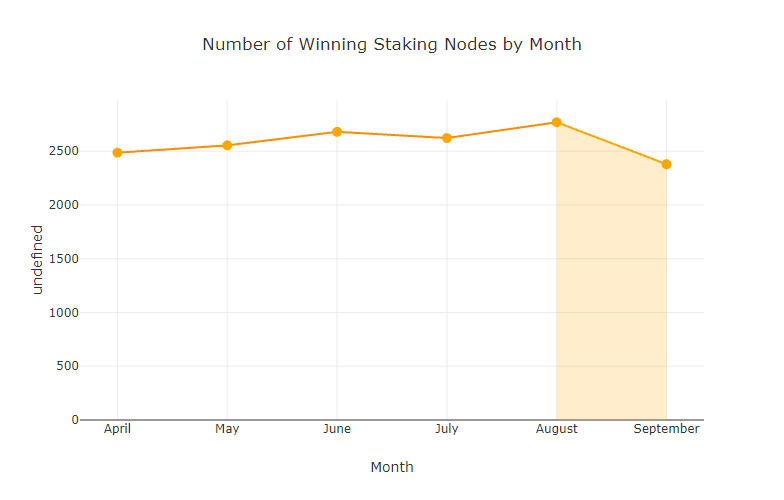 Number of Winning Staking Nodes by Month
2500
2000
1500
1000
500
0
undefined
April
May
June
July
August
September
Month